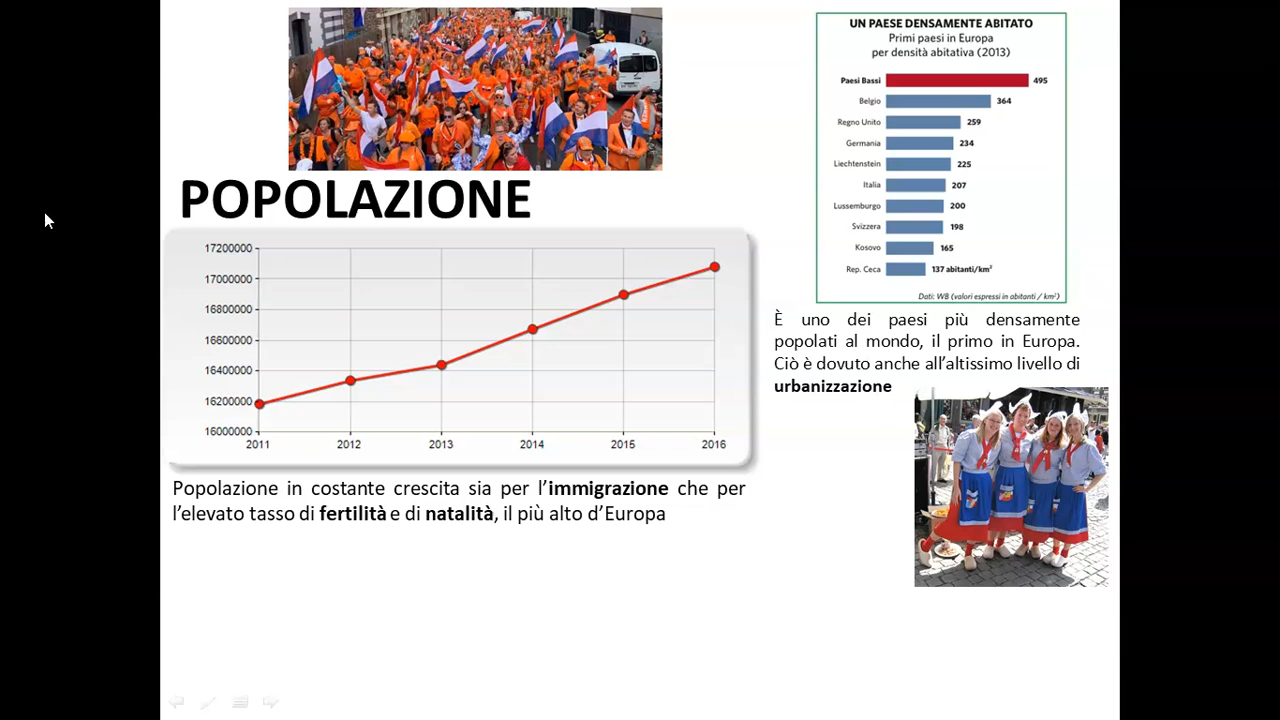 UN PAESE DENSAMENTE ABITATO
Primi paesi in Europa
per densità abitativa (2013)
Paesi Bassi 495
Belgio 364
Regno Unito 259
Germania 234
Liechtenstein 225
Italia 207
Lussemburgo 200
Svizzera 198
Kosovo 165
Rep. Ceca 137 abitanti/km²
Dati: WB (valori espressi in abitanti / km²)
POPOLAZIONE
17200000
17000000
16800000
16600000
16400000
16200000
16000000
2011 2012 2013 2014 2015 2016
È uno dei paesi più densamente
popolati al mondo, il primo in Europa.
Ciò è dovuto anche all’altissimo livello di
urbanizzazione
Popolazione in costante crescita sia per l’immigrazione che per
l’elevato tasso di fertilità e di natalità, il più alto d’Europa